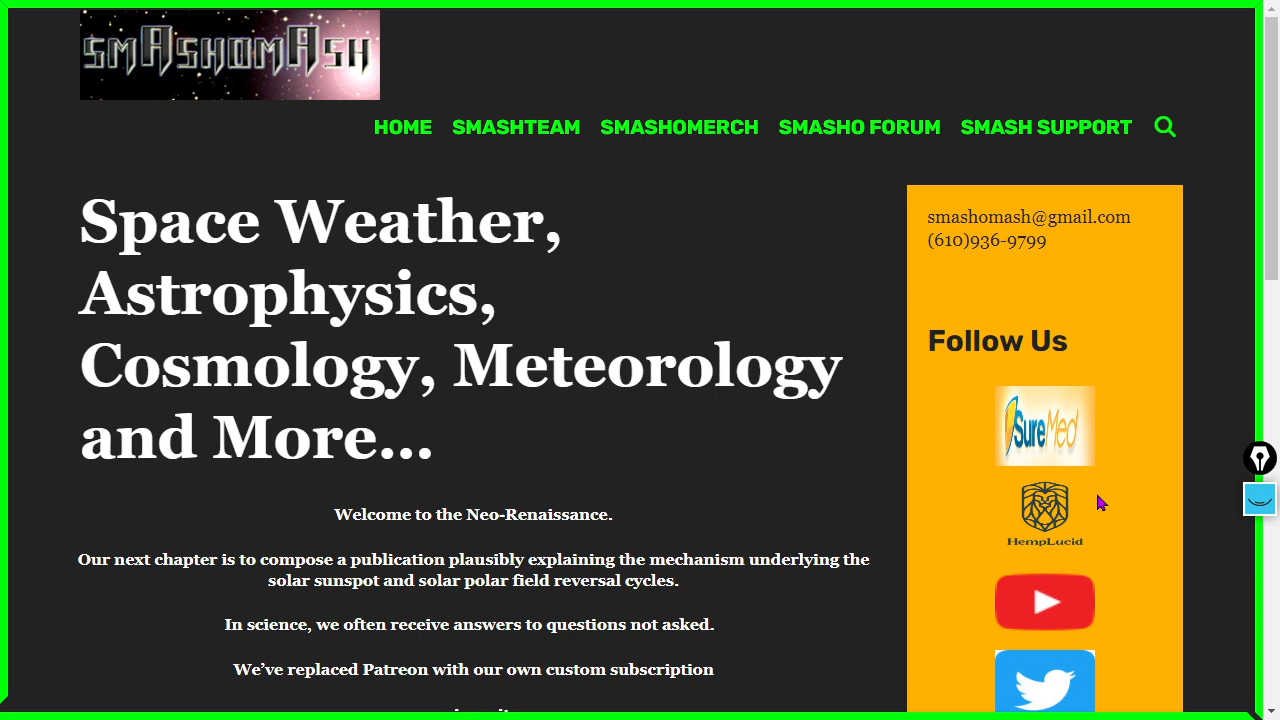 SMASHOMASH
HOME SMASHTEAM SMASHOMERCH SMASHO FORUM SMASH SUPPORT
Space Weather,
Astrophysics,
Cosmology, Meteorology
and More...
Welcome to the Neo-Renaissance.
Our next chapter is to compose a publication plausibly explaining the mechanism underlying the
solar sunspot and solar polar field reversal cycles.
In science, we often receive answers to questions not asked.
We’ve replaced Patreon with our own custom subscription
smashomash@gmail.com
(610)936-9799
Follow Us
SureMed
HempLucid